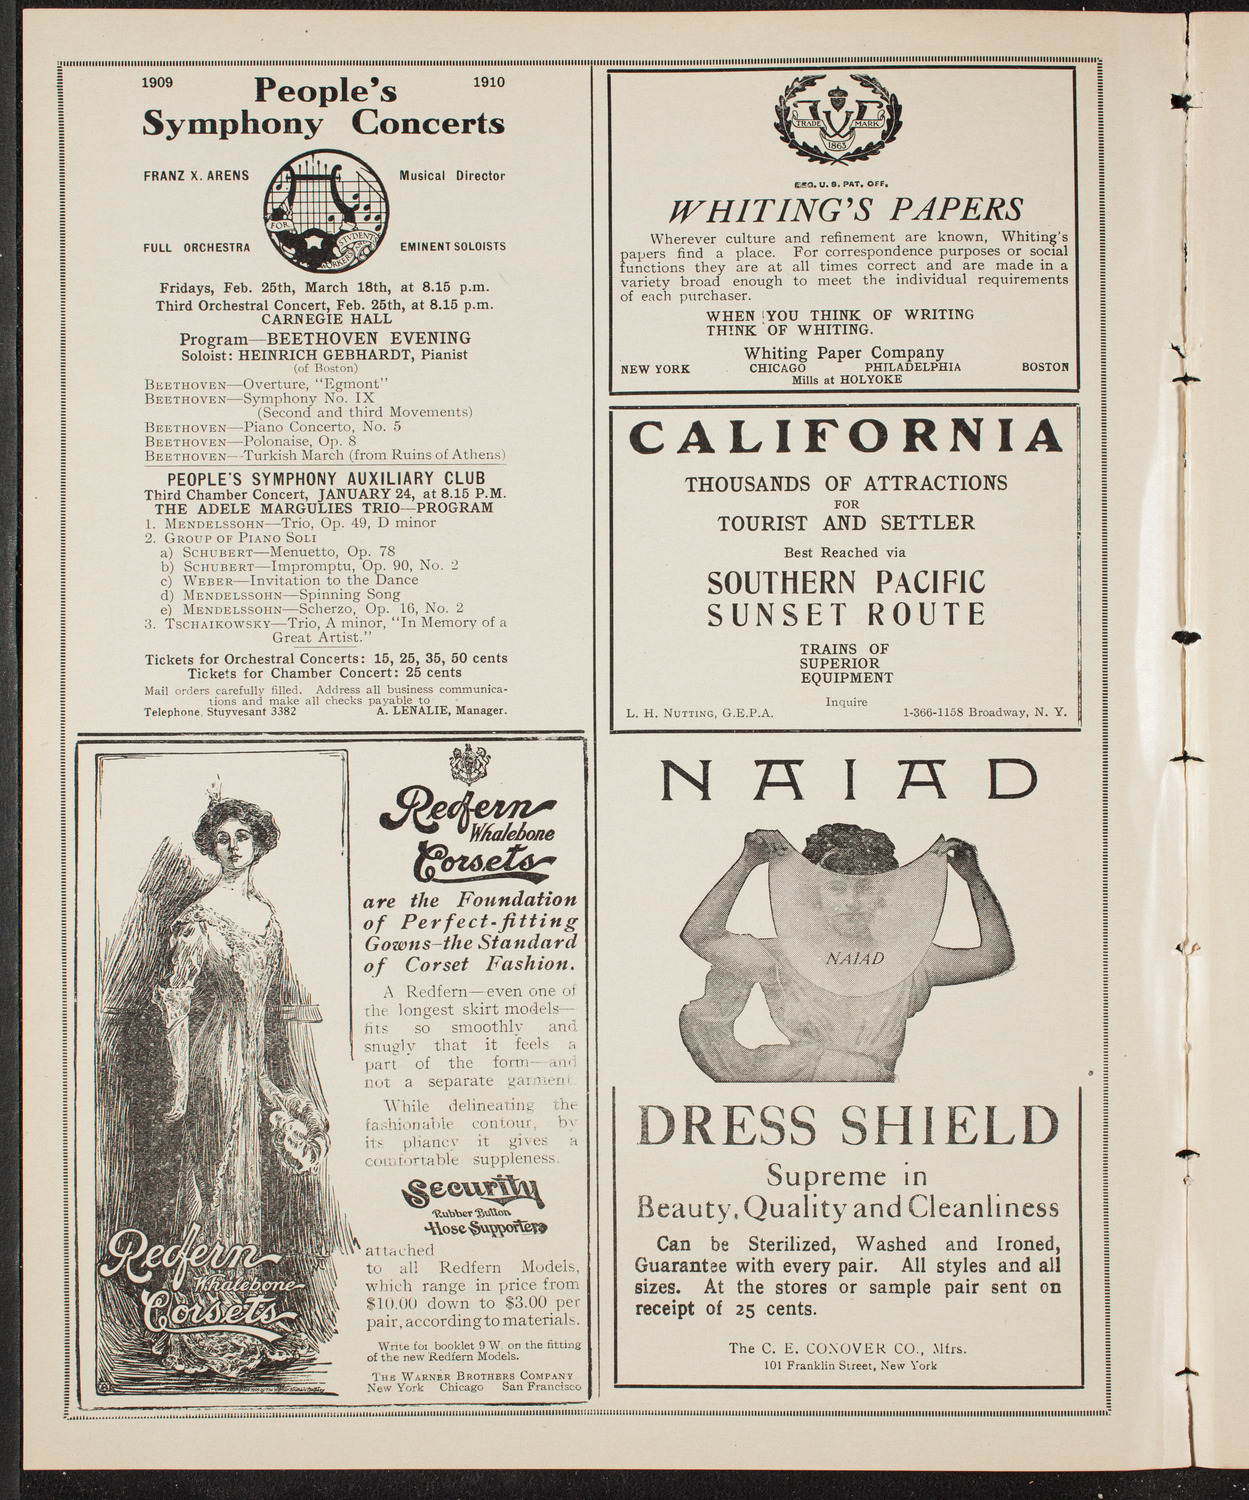 1909 People's 1910
Symphony Concerts
FRANZ X. ARENS Musical Director
FOR STUDENTS WORKERS
FULL ORCHESTRA EMINENT SOLOISTS
Fridays, Feb. 25th, March 18th, at 8.15 p.m.
Third Orchestral Concert, Feb. 25th, at 8.15 p.m.
CARNEGIE HALL
Program—BEETHOVEN EVENING
Soloist: HEINRICH GEBHARDT, Pianist
(of Boston)
BEETHOVEN—Overture, "Egmont"
BEETHOVEN—Symphony No. IX
(Second and third Movements)
BEETHOVEN—Piano Concerto, No. 5
BEETHOVEN—Polonaise, Op. 8
BEETHOVEN—Turkish March (from Ruins of Athens)
PEOPLE'S SYMPHONY AUXILIARY CLUB
Third Chamber Concert, JANUARY 24, at 8.15 P.M.
THE ADELE MARGULIES TRIO—PROGRAM
1. MENDELSSOHN—Trio, Op. 49, D minor
2. GROUP OF PIANO SOLI
a) SCHUBERT—Menuetto, Op. 78
b) SCHUBERT—Impromptu, Op. 90, No. 2
c) WEBER—Invitation to the Dance
d) MENDELSSOHN—Spinning Song
e) MENDELSSOHN—Scherzo, Op. 16, No. 2
3. TSCHAIKOWSKY—Trio, A minor, "In Memory of a
Great Artist."
Tickets for Orchestral Concerts: 15, 25, 35, 50 cents
Tickets for Chamber Concert: 25 cents
Mail orders carefully filled. Address all business communica-
tions and make all checks payable to
Telephone, Stuyvesant 3382 A. LENALIE, Manager.
Redfern
Whalebone
Corsets
are the Foundation
of Perfect-fitting
Gowns—the Standard
of Corset Fashion.
A Redfern—even one of
the longest skirt models—
fits so smoothly and
snugly that it feels a
part of the form—and
not a separate garment
While delineating the
fashionable contour, by
its pliancy it gives a
comfortable suppleness.
Security
Rubber Button
Hose Supporters
attached
to all Redfern Models,
which range in price from
$10.00 down to $3.00 per
pair, according to materials.
Write for booklet 9 W. on the fitting
of the new Redfern Models.
THE WARNER BROTHERS COMPANY
New York Chicago San Francisco
Redfern
Whalebone
Corsets
TRADE W MARK
1865
REG. U. S. PAT. OFF.
WHITING'S PAPERS
Wherever culture and refinement are known, Whiting's
papers find a place. For correspondence purposes or social
functions they are at all times correct and are made in a
variety broad enough to meet the individual requirements
of each purchaser.
WHEN YOU THINK OF WRITING
THINK OF WHITING.
Whiting Paper Company
NEW YORK CHICAGO PHILADELPHIA BOSTON
Mills at HOLYOKE
CALIFORNIA
THOUSANDS OF ATTRACTIONS
FOR
TOURIST AND SETTLER
Best Reached via
SOUTHERN PACIFIC
SUNSET ROUTE
TRAINS OF
SUPERIOR
EQUIPMENT
Inquire
L. H. NUTTING, G.E.P.A. 1-366-1158 Broadway, N. Y.
NAIAD
NAIAD
DRESS SHIELD
Supreme in
Beauty, Quality and Cleanliness
Can be Sterilized, Washed and Ironed,
Guarantee with every pair. All styles and all
sizes. At the stores or sample pair sent on
receipt of 25 cents.
The C. E. CONOVER CO., Mfrs.
101 Franklin Street, New York